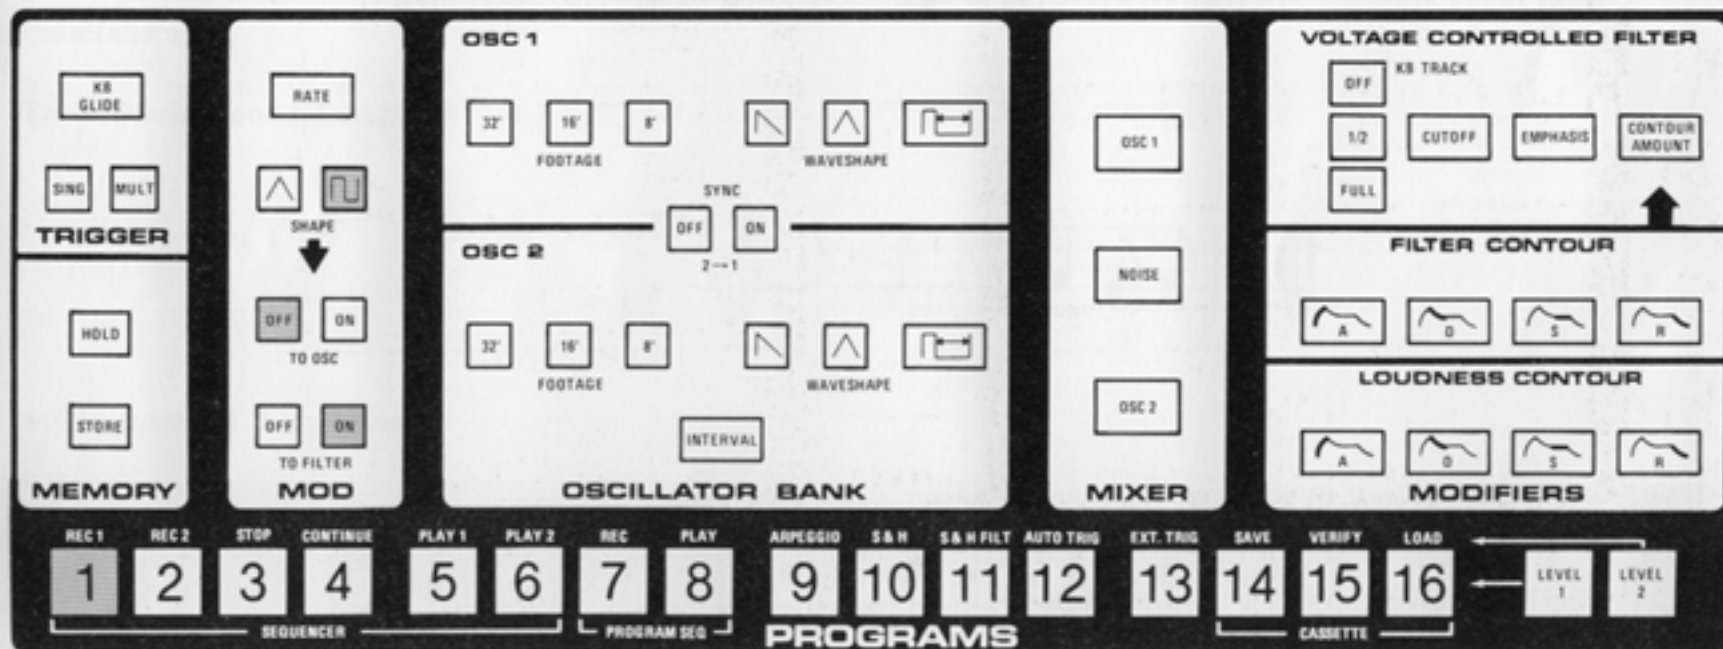 KB
GLIDE
SING MULT
TRIGGER
HOLD
STORE
MEMORY
RATE
SHAPE
OFF ON
TO OSC
OFF ON
TO FILTER
MOD
OSC 1
32' 16' 8'
FOOTAGE WAVESHAPE
SYNC
OFF ON
2→1
OSC 2
32' 16' 8'
FOOTAGE WAVESHAPE
INTERVAL
OSCILLATOR BANK
OSC 1
NOISE
OSC 2
MIXER
VOLTAGE CONTROLLED FILTER
KB TRACK
OFF
1/2
FULL
CUTOFF
EMPHASIS
CONTOUR
AMOUNT
FILTER CONTOUR
A D S R
LOUDNESS CONTOUR
A D S R
MODIFIERS
REC 1 REC 2 STOP CONTINUE PLAY 1 PLAY 2 REC PLAY ARPEGGIO S & H S & H FILT AUTO TRIG EXT. TRIG SAVE VERIFY LOAD
1 2 3 4 5 6 7 8 9 10 11 12 13 14 15 16
LEVEL
1
LEVEL
2
SEQUENCER PROGRAM SEQ PROGRAMS CASSETTE